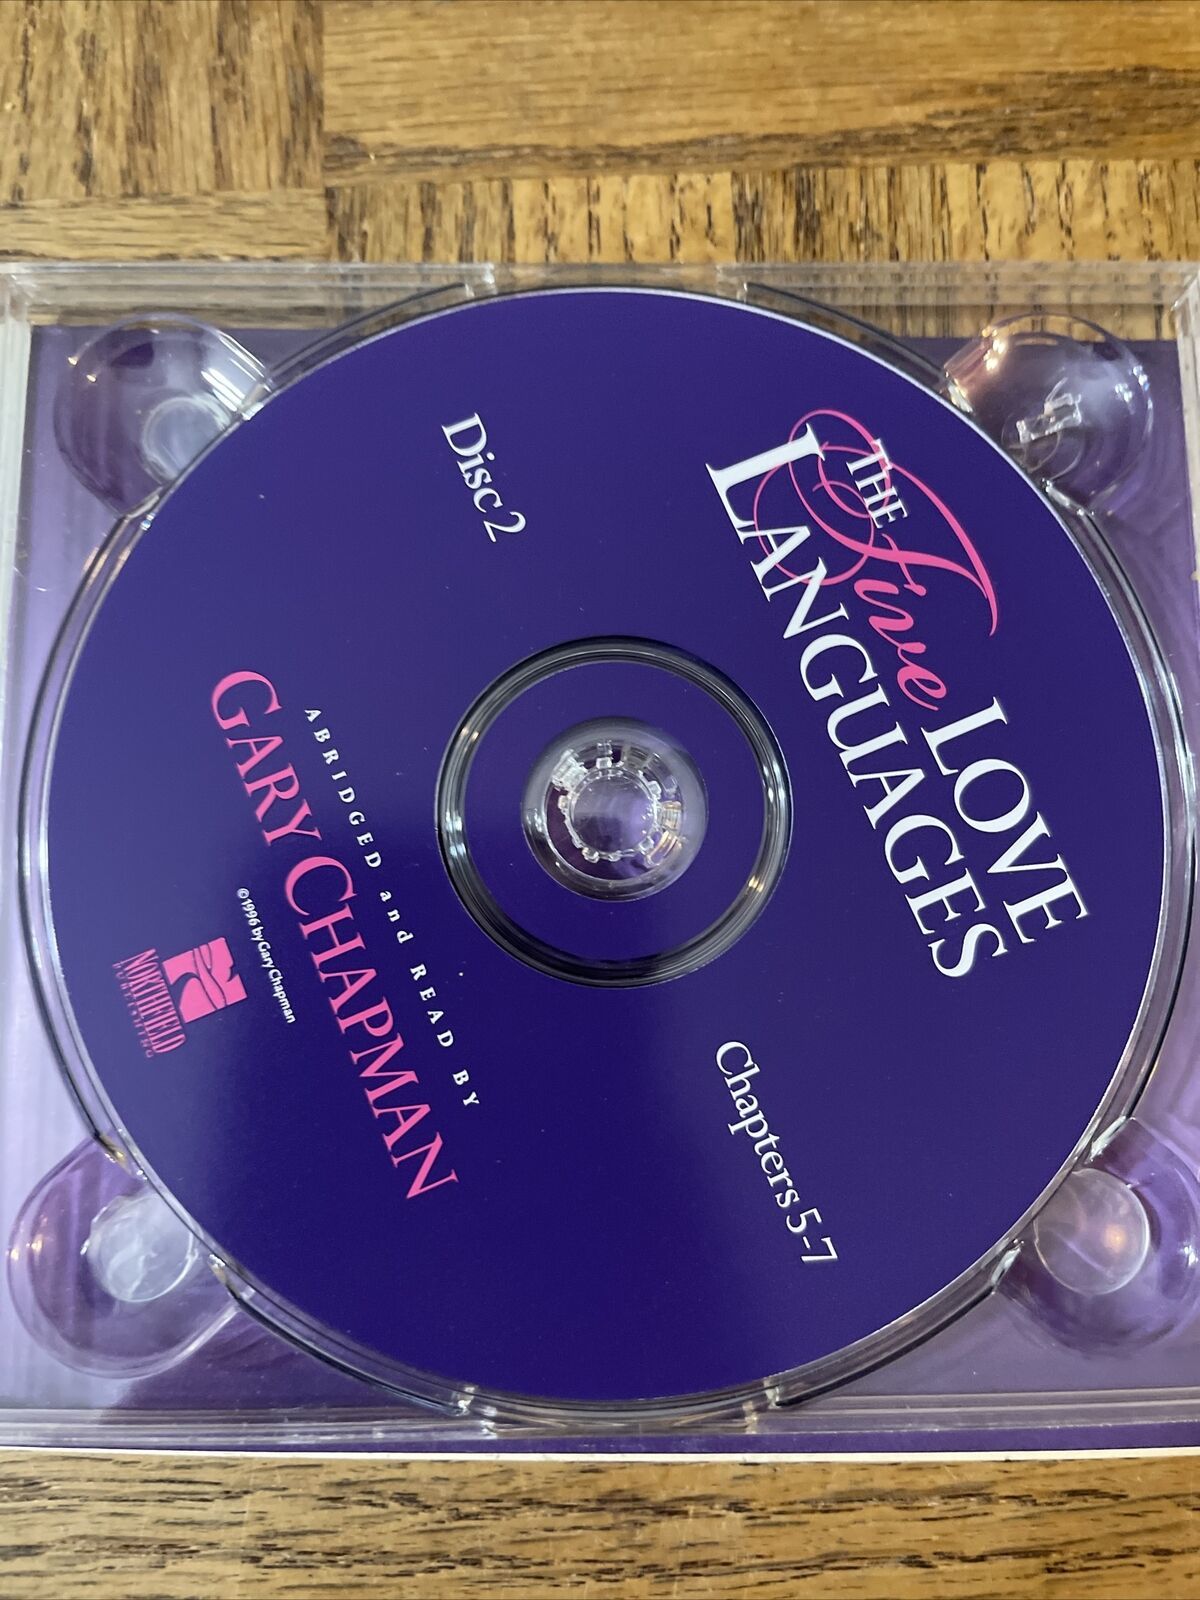 THE Five LOVE
LANGUAGES
Disc 2
Chapters 5-7
ABRIDGED and READ BY
GARY CHAPMAN
©1996 by Gary Chapman
NORTHFIELD
PUBLISHING